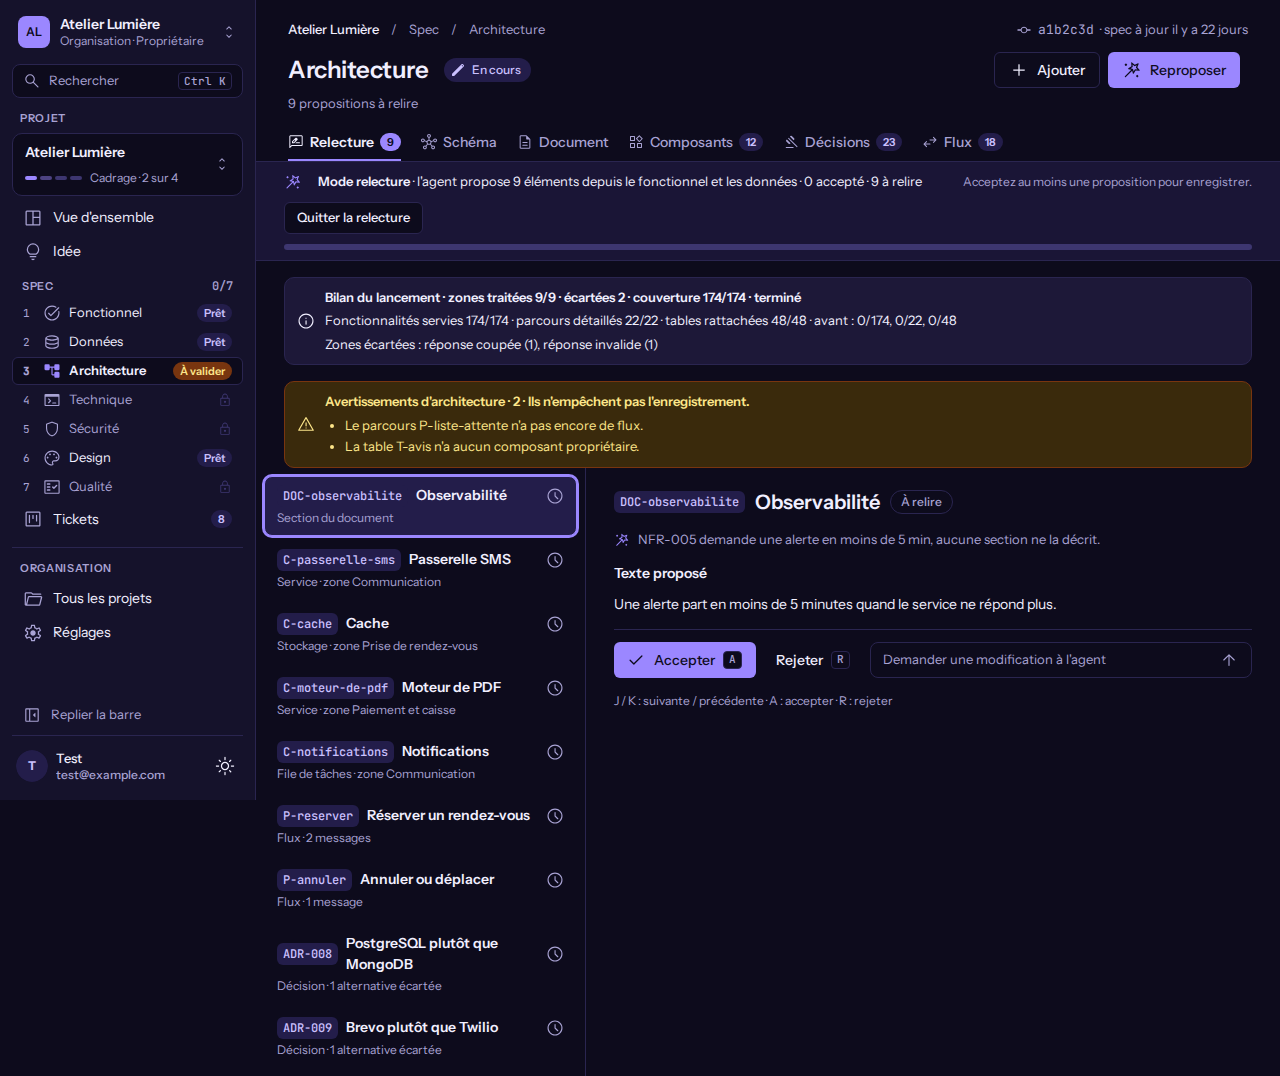 AL
Atelier Lumière
Organisation · Propriétaire
Rechercher
Ctrl K
PROJET
Atelier Lumière
Cadrage · 2 sur 4
Vue d'ensemble
Idée
SPEC
0/7
1 Fonctionnel Prêt
2 Données Prêt
3 Architecture À valider
4 Technique
5 Sécurité
6 Design Prêt
7 Qualité
Tickets 8
ORGANISATION
Tous les projets
Réglages
Replier la barre
T
Test
test@example.com
Atelier Lumière / Spec / Architecture
a1b2c3d · spec à jour il y a 22 jours
Architecture
En cours
Ajouter
Reproposer
9 propositions à relire
Relecture 9
Schéma
Document
Composants 12
Décisions 23
Flux 18
Mode relecture · l'agent propose 9 éléments depuis le fonctionnel et les données · 0 accepté · 9 à relire
Acceptez au moins une proposition pour enregistrer.
Quitter la relecture
Bilan du lancement · zones traitées 9/9 · écartées 2 · couverture 174/174 · terminé
Fonctionnalités servies 174/174 · parcours détaillés 22/22 · tables rattachées 48/48 · avant : 0/174, 0/22, 0/48
Zones écartées : réponse coupée (1), réponse invalide (1)
Avertissements d'architecture · 2 · Ils n'empêchent pas l'enregistrement.
• Le parcours P-liste-attente n'a pas encore de flux.
• La table T-avis n'a aucun composant propriétaire.
DOC-observabilite Observabilité
Section du document
C-passerelle-sms Passerelle SMS
Service · zone Communication
C-cache Cache
Stockage · zone Prise de rendez-vous
C-moteur-de-pdf Moteur de PDF
Service · zone Paiement et caisse
C-notifications Notifications
File de tâches · zone Communication
P-reserver Réserver un rendez-vous
Flux · 2 messages
P-annuler Annuler ou déplacer
Flux · 1 message
ADR-008 PostgreSQL plutôt que
MongoDB
Décision · 1 alternative écartée
ADR-009 Brevo plutôt que Twilio
Décision · 1 alternative écartée
DOC-observabilite Observabilité À relire
NFR-005 demande une alerte en moins de 5 min, aucune section ne la décrit.
Texte proposé
Une alerte part en moins de 5 minutes quand le service ne répond plus.
Accepter A
Rejeter R
Demander une modification à l'agent
J / K : suivante / précédente · A : accepter · R : rejeter